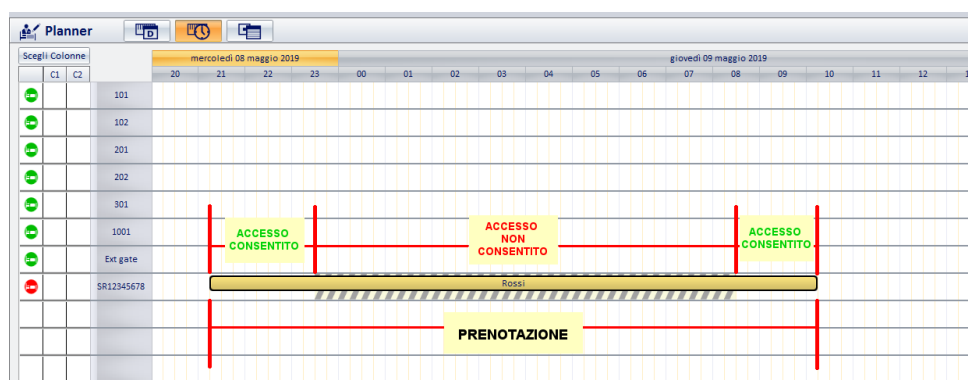 Planner
D
Scegli Colonne
mercoledì 08 maggio 2019
giovedì 09 maggio 2019
C1 C2
20 21 22 23 00 01 02 03 04 05 06 07 08 09 10 11 12
101
102
201
202
301
1001
Ext gate
SR12345678
ACCESSO
CONSENTITO
ACCESSO
NON
CONSENTITO
ACCESSO
CONSENTITO
Rossi
PRENOTAZIONE